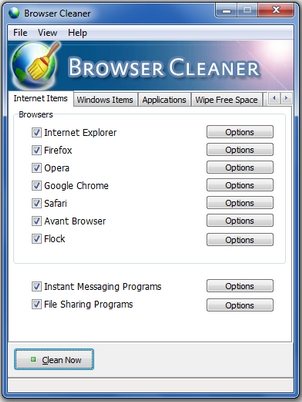 Browser Cleaner
File View Help
BROWSER CLEANER
Internet Items Windows Items Applications Wipe Free Space
Browsers
Internet Explorer Options
Firefox Options
Opera Options
Google Chrome Options
Safari Options
Avant Browser Options
Flock Options
Instant Messaging Programs Options
File Sharing Programs Options
Clean Now